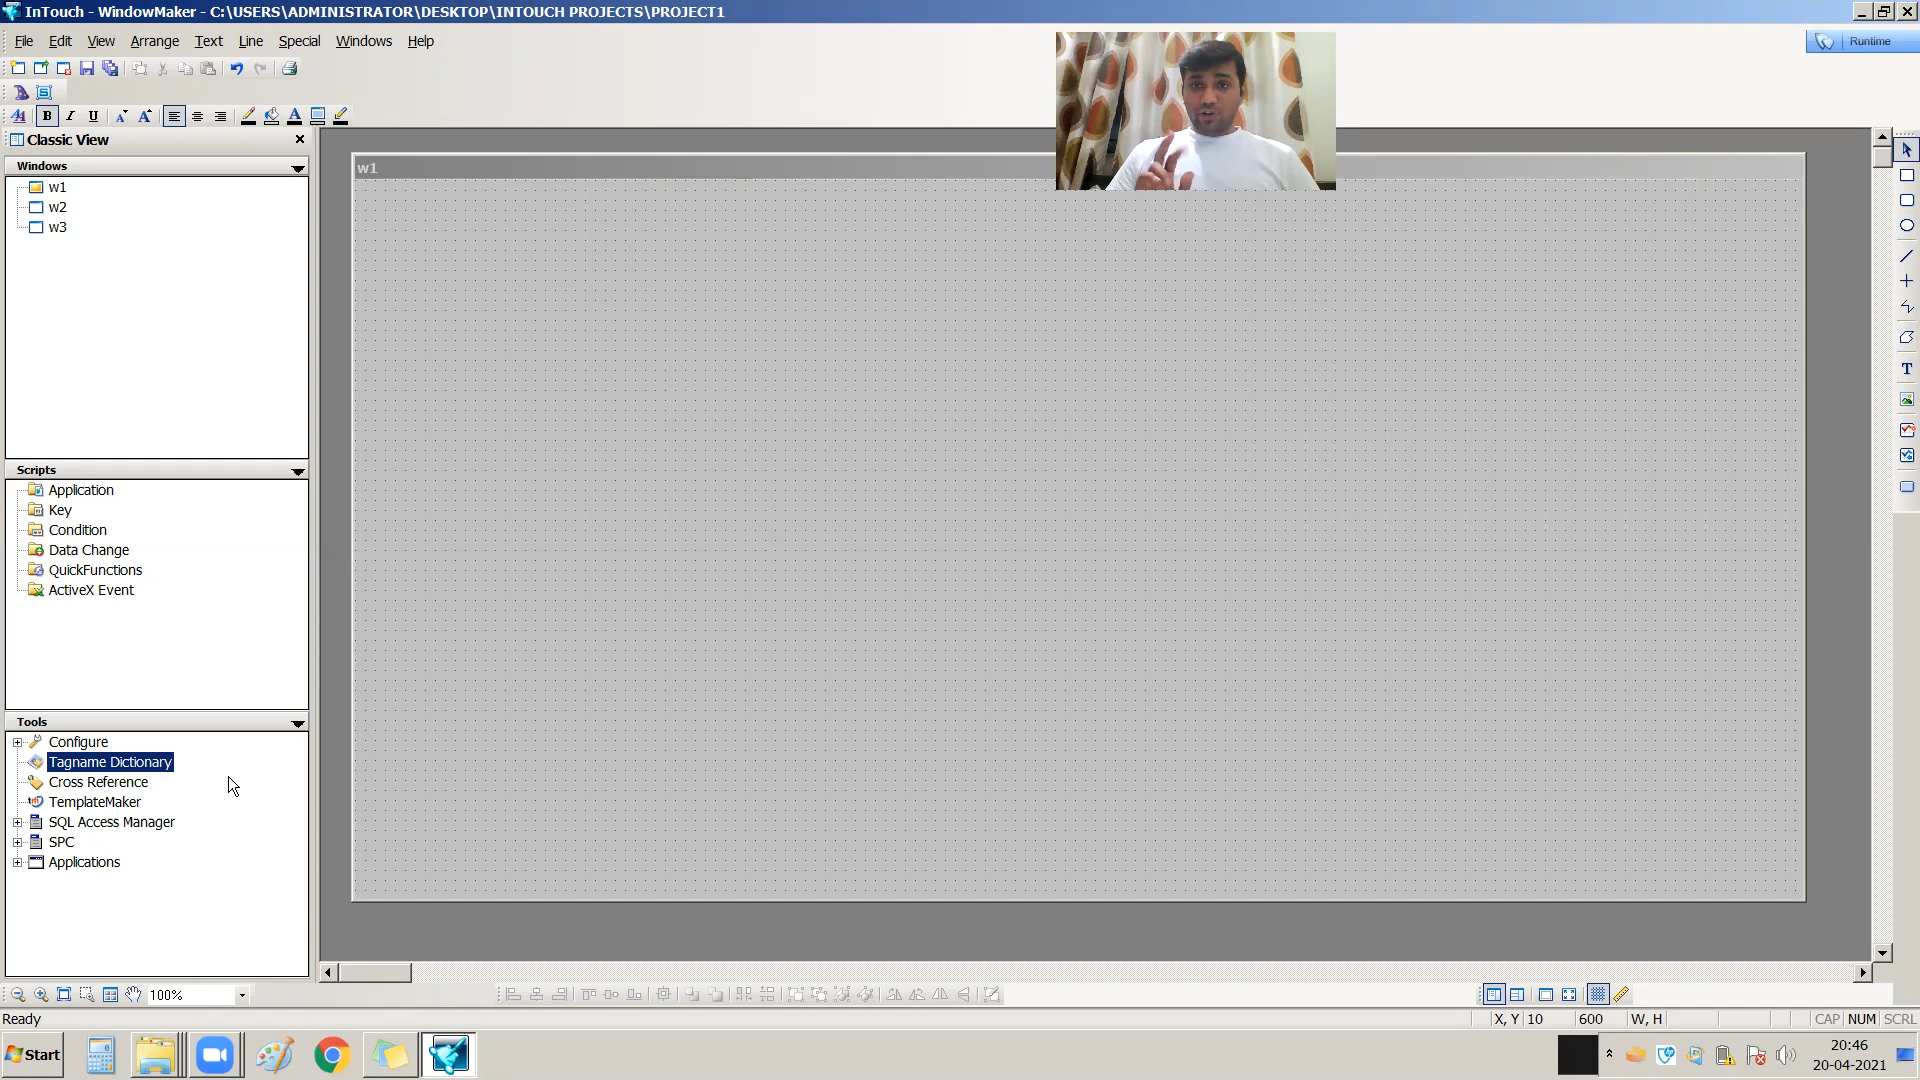 InTouch - WindowMaker - C:\USERS\ADMINISTRATOR\DESKTOP\INTOUCH PROJECTS\PROJECT1
File Edit View Arrange Text Line Special Windows Help
Runtime
B I U
Classic View
Windows
w1
w2
w3
w1
Scripts
Application
Key
Condition
Data Change
QuickFunctions
ActiveX Event
Tools
Configure
Tagname Dictionary
Cross Reference
TemplateMaker
SQL Access Manager
SPC
Applications
100%
Ready
X, Y 10 600 W, H CAP NUM SCRL
Start
20:46
20-04-2021